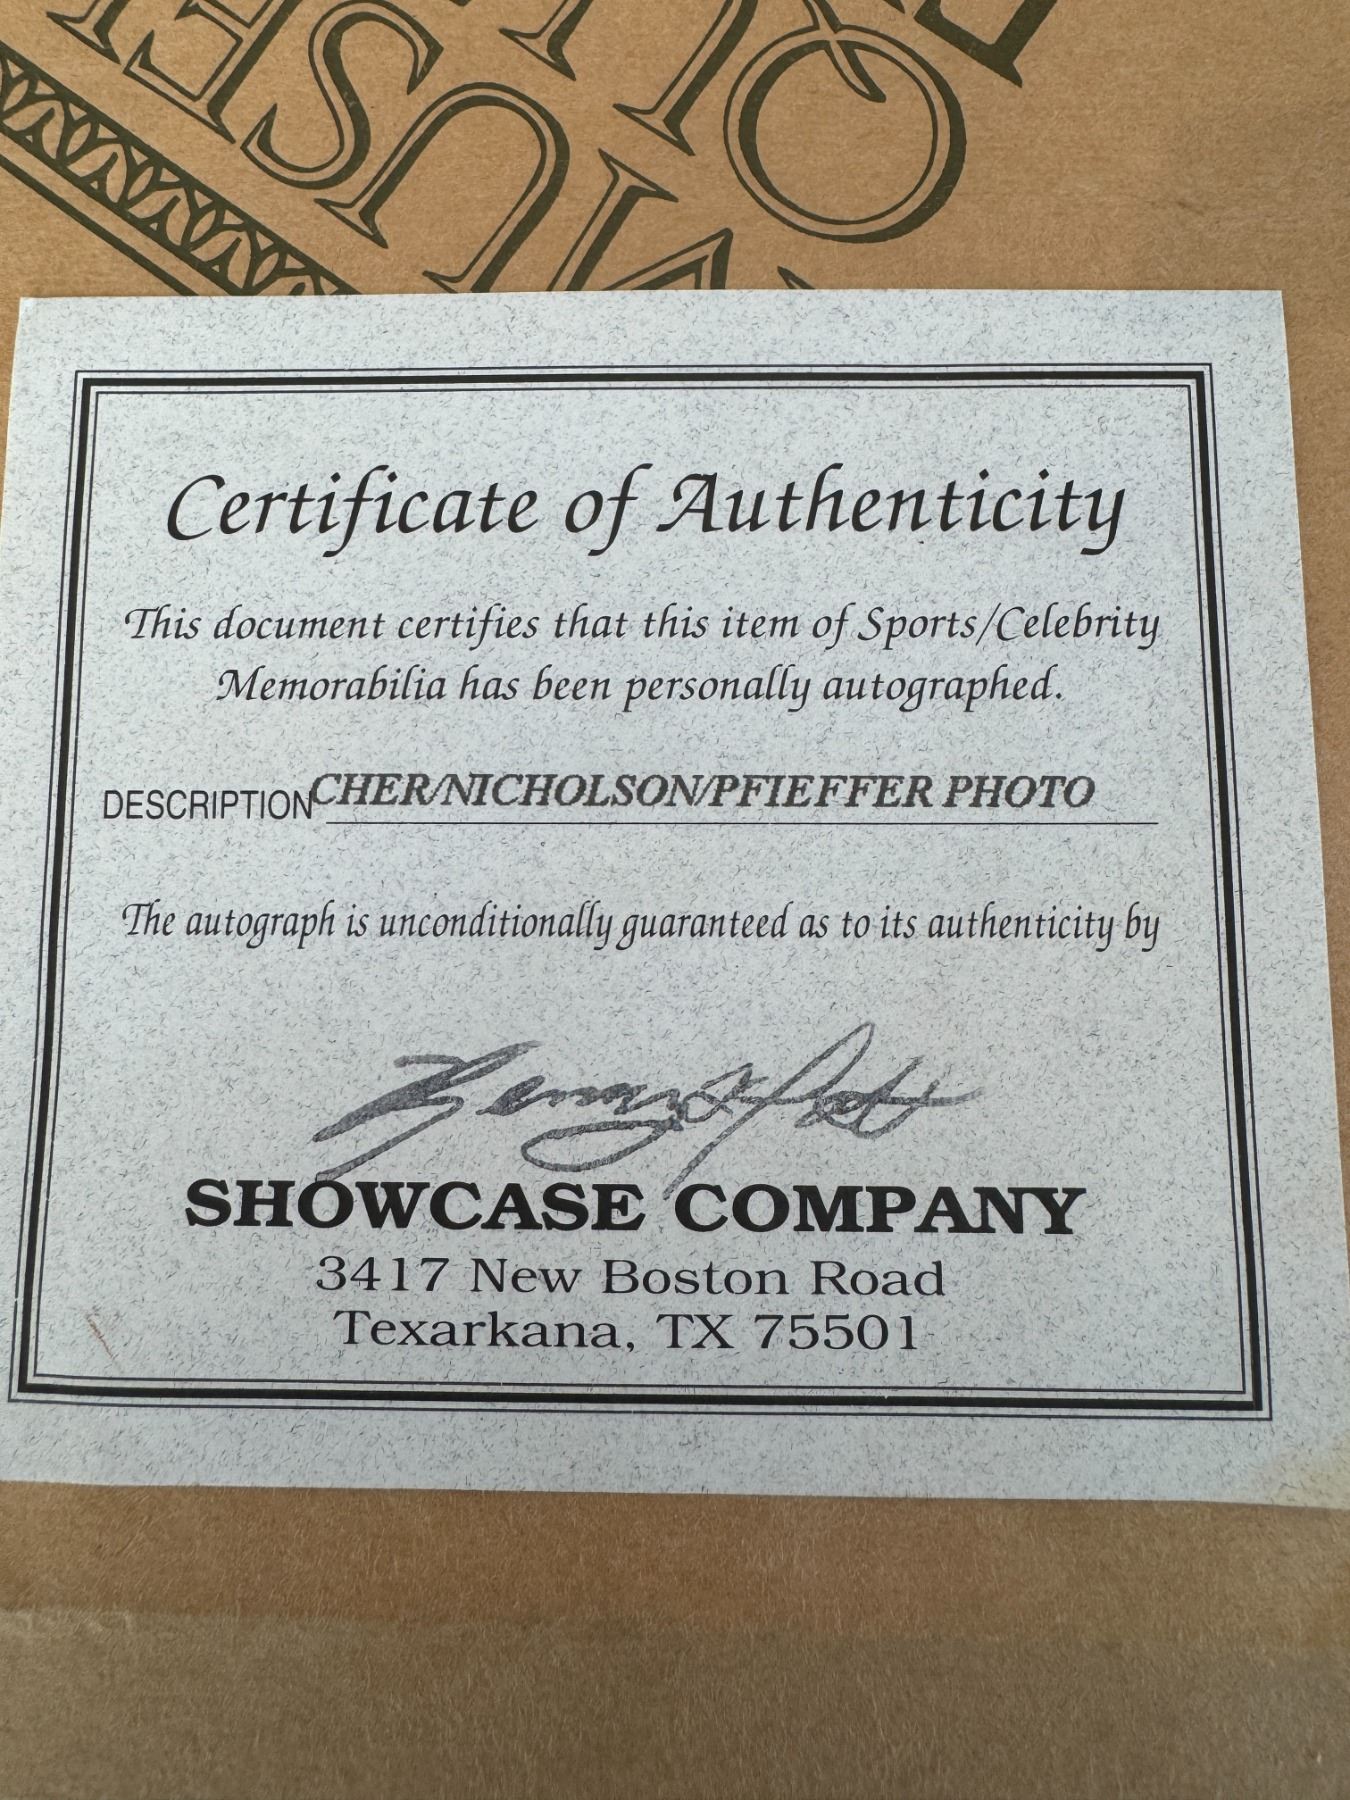 Certificate of Authenticity
This document certifies that this item of Sports/Celebrity
Memorabilia has been personally autographed.
DESCRIPTION CHER/NICHOLSON/PFIEFFER PHOTO
The autograph is unconditionally guaranteed as to its authenticity by
SHOWCASE COMPANY
3417 New Boston Road
Texarkana, TX 75501